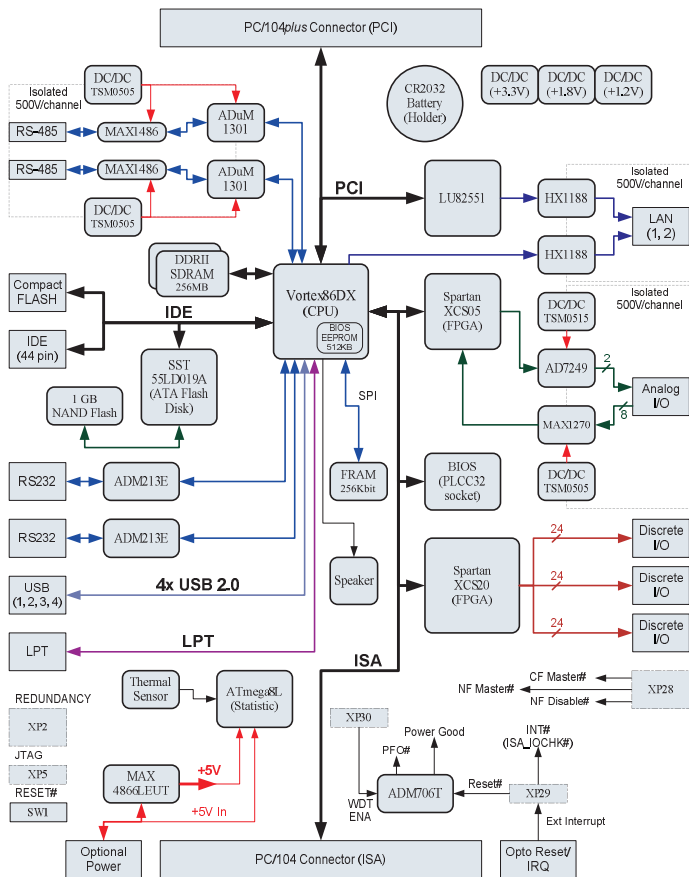 PC/104plus Connector (PCI)
Isolated
500V/channel
DC/DC
TSM0505
RS-485
MAX1486
ADuM
1301
RS-485
MAX1486
ADuM
1301
DC/DC
TSM0505
CR2032
Battery
(Holder)
DC/DC
(+3.3V)
DC/DC
(+1.8V)
DC/DC
(+1.2V)
PCI
LU82551
Isolated
500V/channel
HX1188
HX1188
LAN
(1, 2)
DDRII
SDRAM
256MB
Compact
FLASH
IDE
IDE
(44 pin)
Vortex86DX
(CPU)
BIOS
EEPROM
512KB
Spartan
XCS05
(FPGA)
Isolated
500V/channel
DC/DC
TSM0515
AD7249
2
Analog
I/O
8
MAX1270
DC/DC
TSM0505
SST
55LD019A
(ATA Flash
Disk)
1 GB
NAND Flash
SPI
FRAM
256Kbit
BIOS
(PLCC32
socket)
RS232
ADM213E
RS232
ADM213E
Speaker
Spartan
XCS20
(FPGA)
24
Discrete
I/O
24
Discrete
I/O
24
Discrete
I/O
USB
(1, 2, 3, 4)
4x USB 2.0
LPT
LPT
ISA
REDUNDANCY
XP2
JTAG
XP5
RESET#
SW1
Thermal
Sensor
ATmega8L
(Statistic)
MAX
4866LEUT
+5V
+5V In
Optional
Power
CF Master#
NF Master#
NF Disable#
XP28
XP30
Power Good
PFO#
WDT
ENA
ADM706T
Reset#
INT#
(ISA_IOCHK#)
XP29
Ext Interrupt
Opto Reset/
IRQ
PC/104 Connector (ISA)